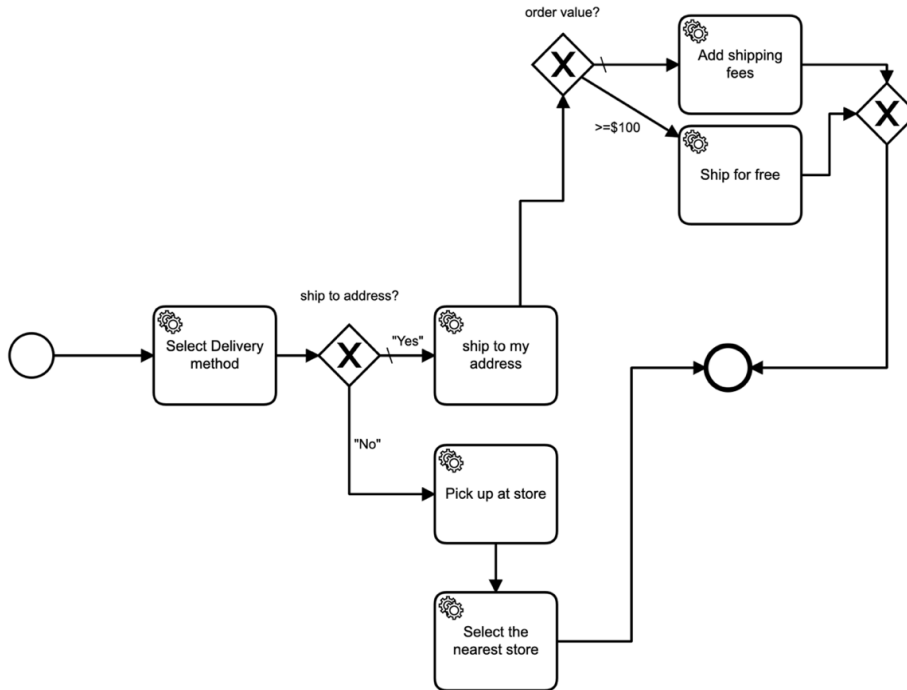 order value?
Add shipping
fees
>=$100
Ship for free
ship to address?
Select Delivery
method
"Yes"
ship to my
address
"No"
Pick up at store
Select the
nearest store